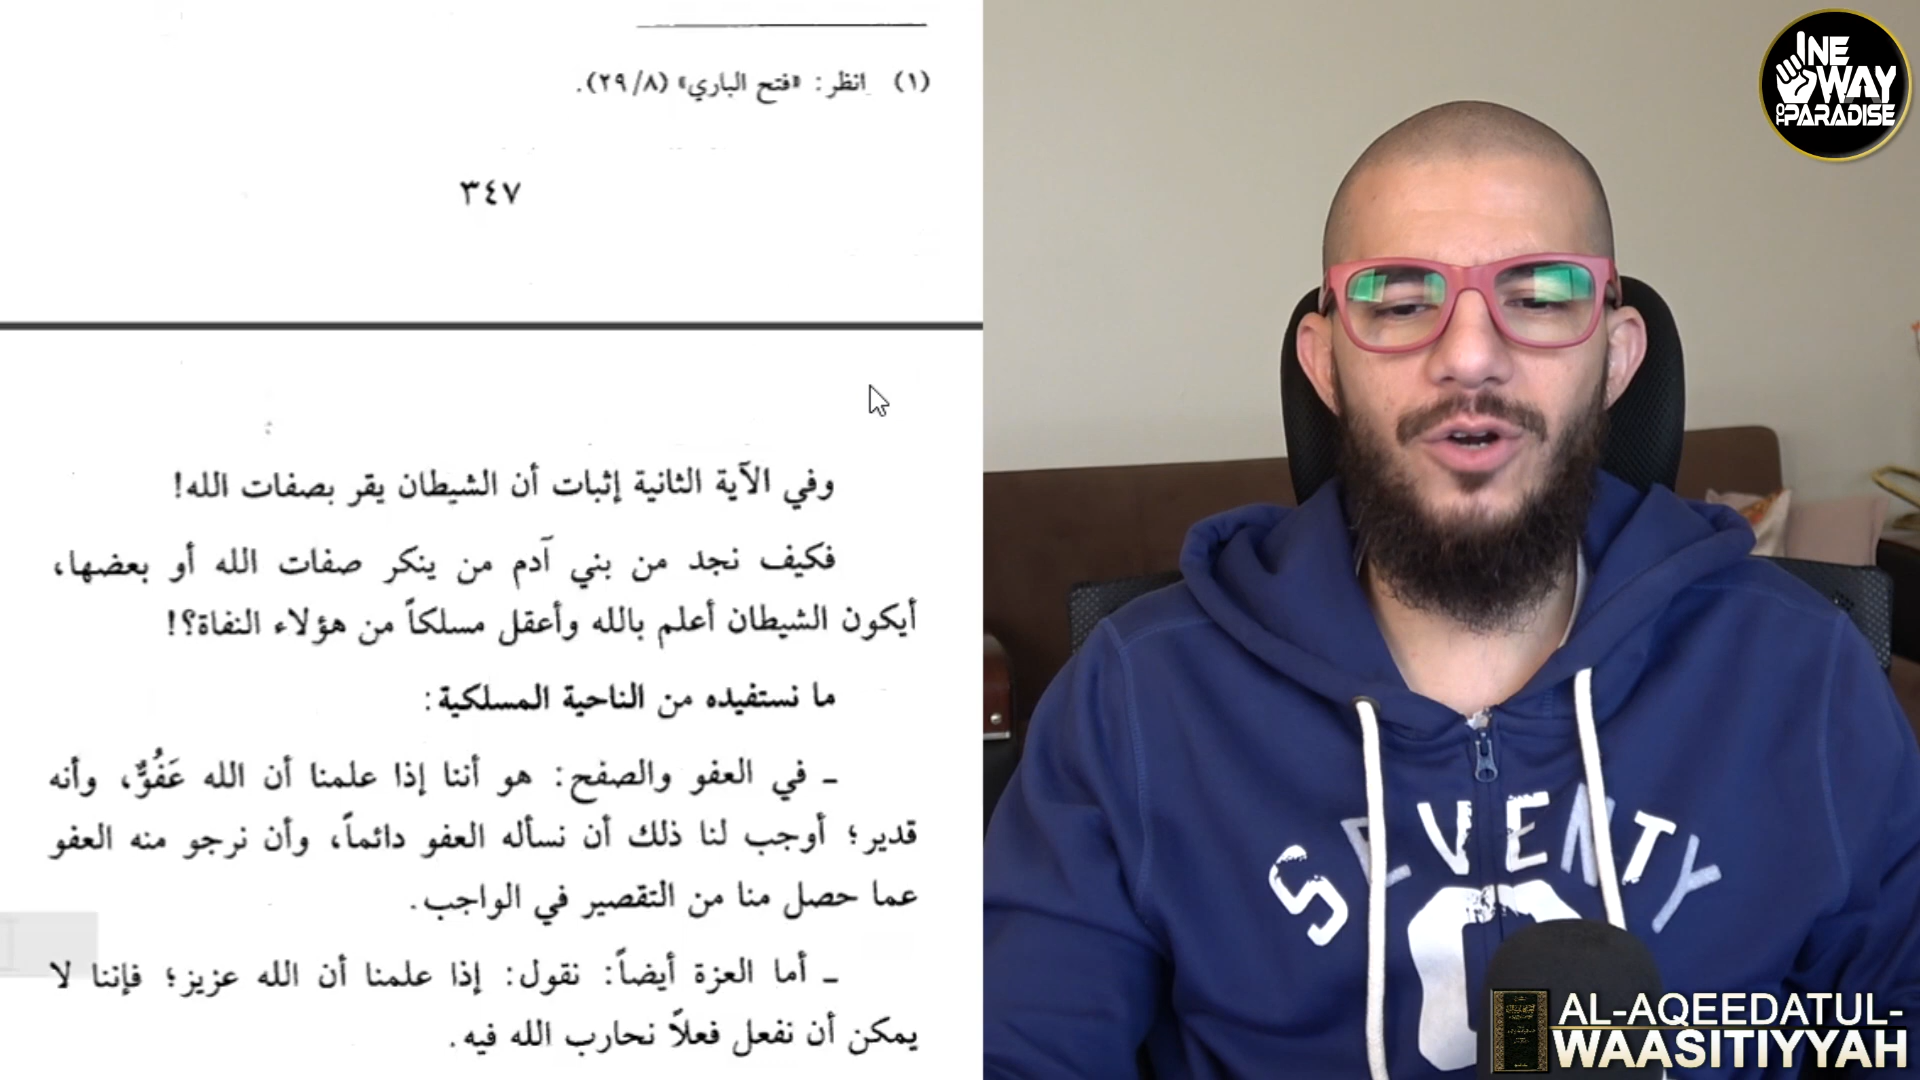 (١) انظر: «فتح الباري» (٨/ ٢٩).
٣٤٧
وفي الآية الثانية إثبات أن الشيطان يقر بصفات الله!
فكيف نجد من بني آدم من ينكر صفات الله أو بعضها،
أيكون الشيطان أعلم بالله وأعقل مسلكاً من هؤلاء النفاة؟!
ما نستفيده من الناحية المسلكية:
ـ في العفو والصفح: هو أننا إذا علمنا أن الله عَفُوٌّ، وأنه
قدير؛ أوجب لنا ذلك أن نسأله العفو دائماً، وأن نرجو منه العفو
عما حصل منا من التقصير في الواجب.
ـ أما العزة أيضاً: نقول: إذا علمنا أن الله عزيز؛ فإننا لا
يمكن أن نفعل فعلاً نحارب الله فيه.
ONE
WAY
TO PARADISE
SEVENTY
AL-AQEEDATUL-
WAASITIYYAH